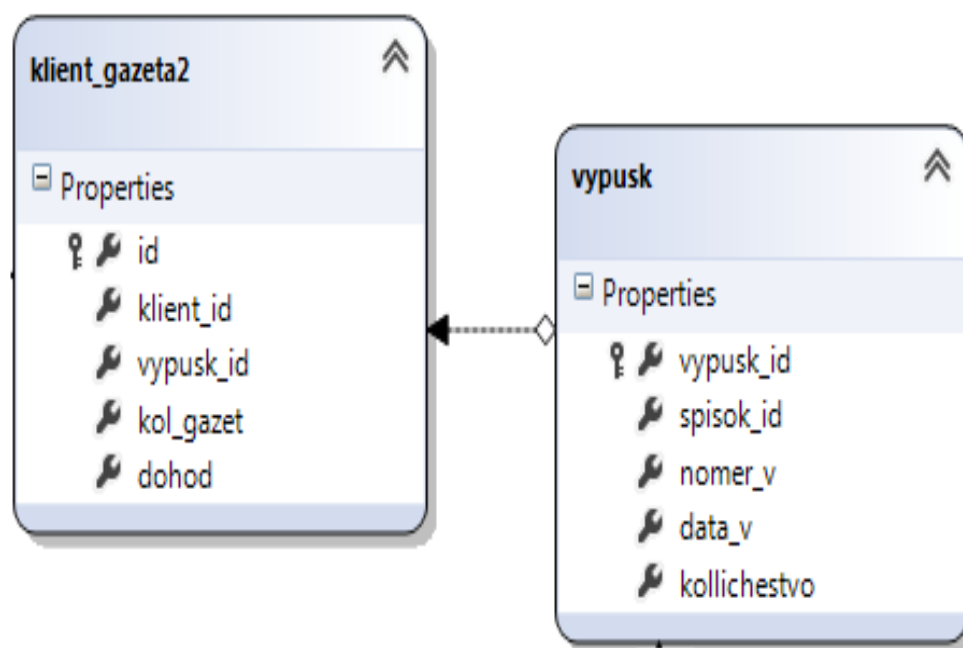 klient_gazeta2
Properties
id
klient_id
vypusk_id
kol_gazet
dohod
vypusk
Properties
vypusk_id
spisok_id
nomer_v
data_v
kollichestvo